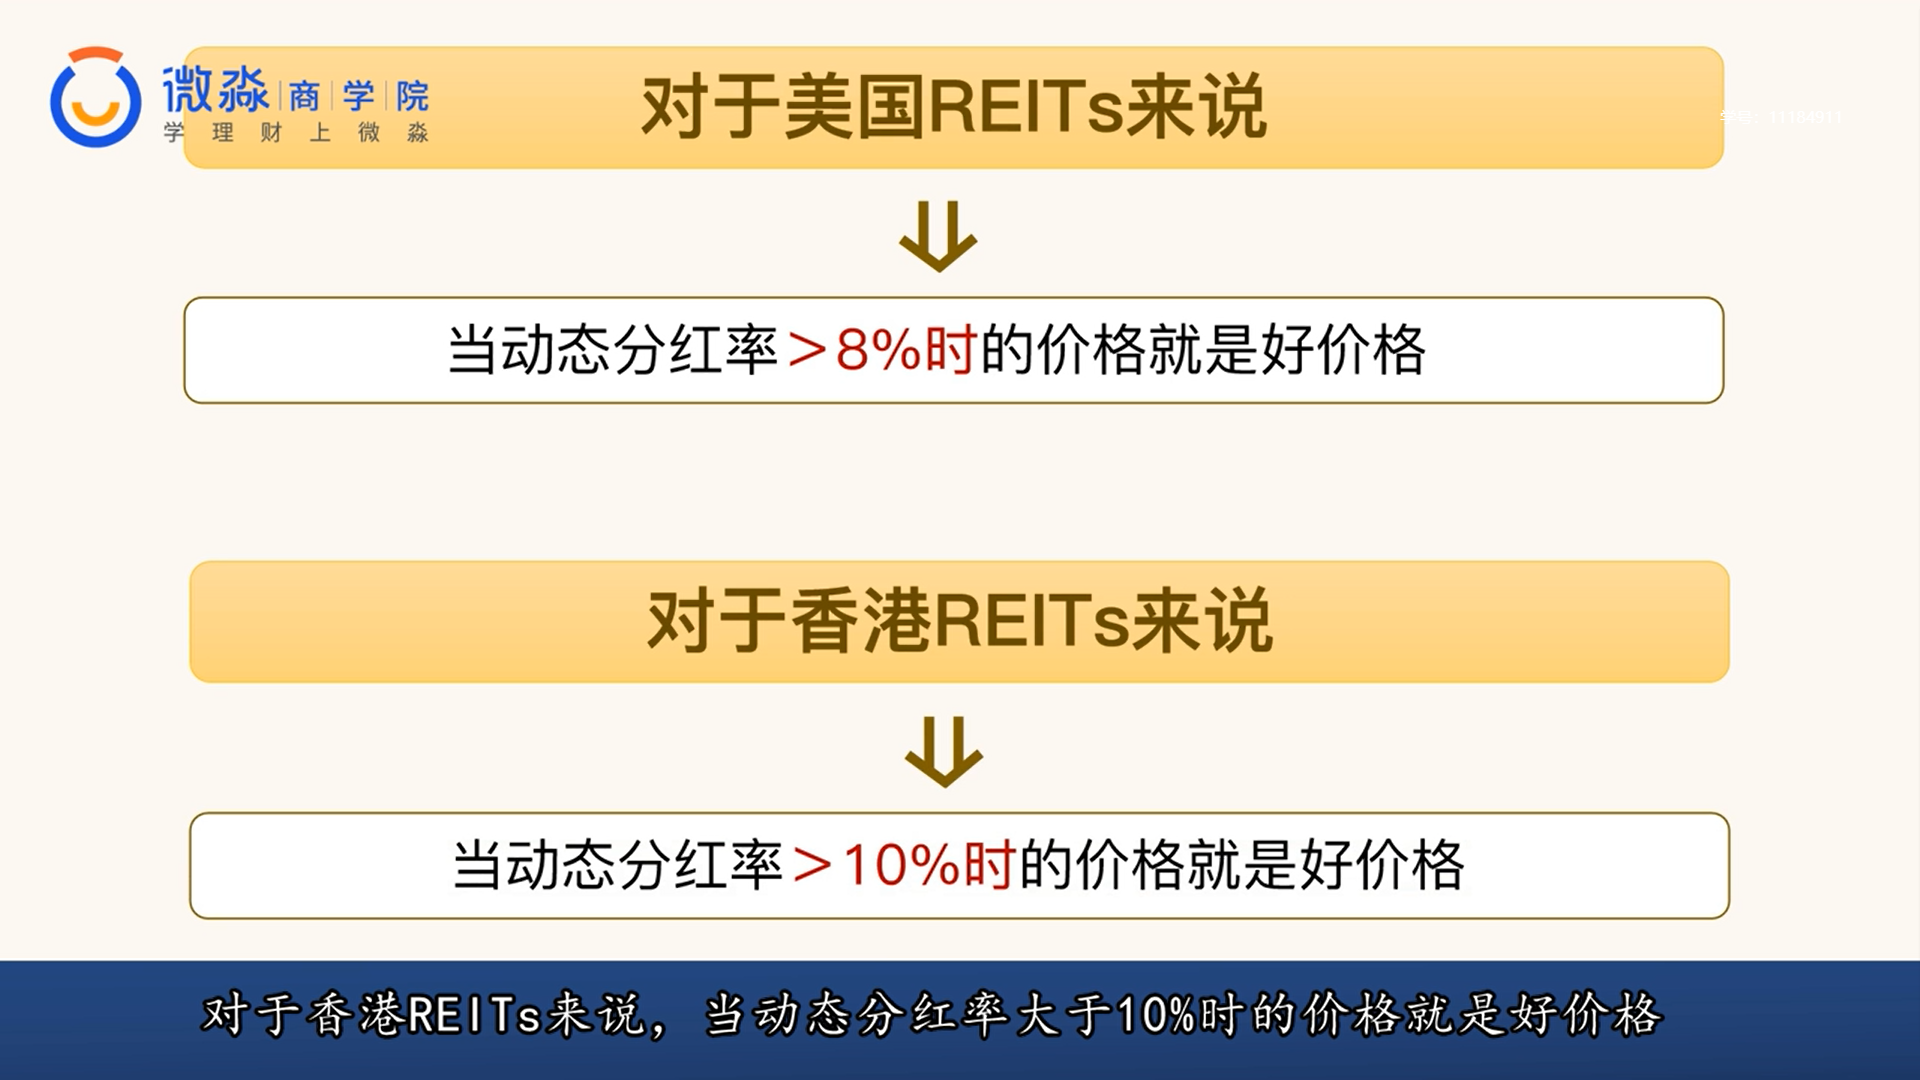 微淼 商 学 院
学 理 财 上 微 淼
对于美国REITs来说
当动态分红率>8%时的价格就是好价格
对于香港REITs来说
当动态分红率>10%时的价格就是好价格
对于香港REITs来说，当动态分红率大于10%时的价格就是好价格